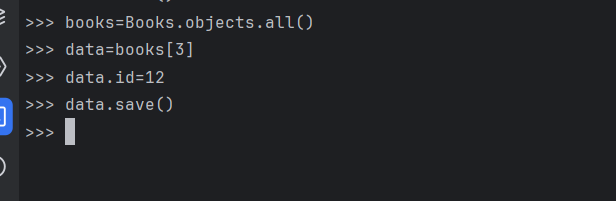 >>> books=Books.objects.all()
>>> data=books[3]
>>> data.id=12
>>> data.save()
>>>